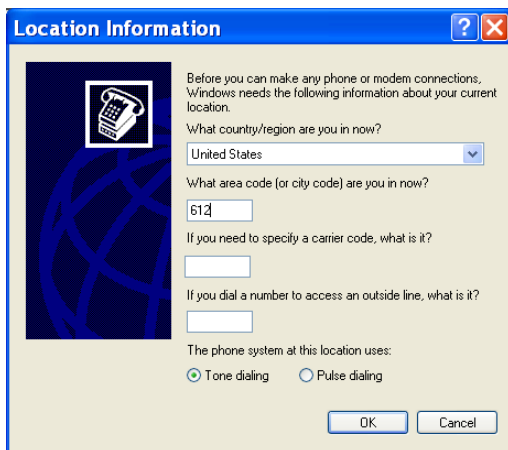 Location Information
Before you can make any phone or modem connections,
Windows needs the following information about your current
location.
What country/region are you in now?
United States
What area code (or city code) are you in now?
612
If you need to specify a carrier code, what is it?
If you dial a number to access an outside line, what is it?
The phone system at this location uses:
Tone dialing Pulse dialing
OK Cancel